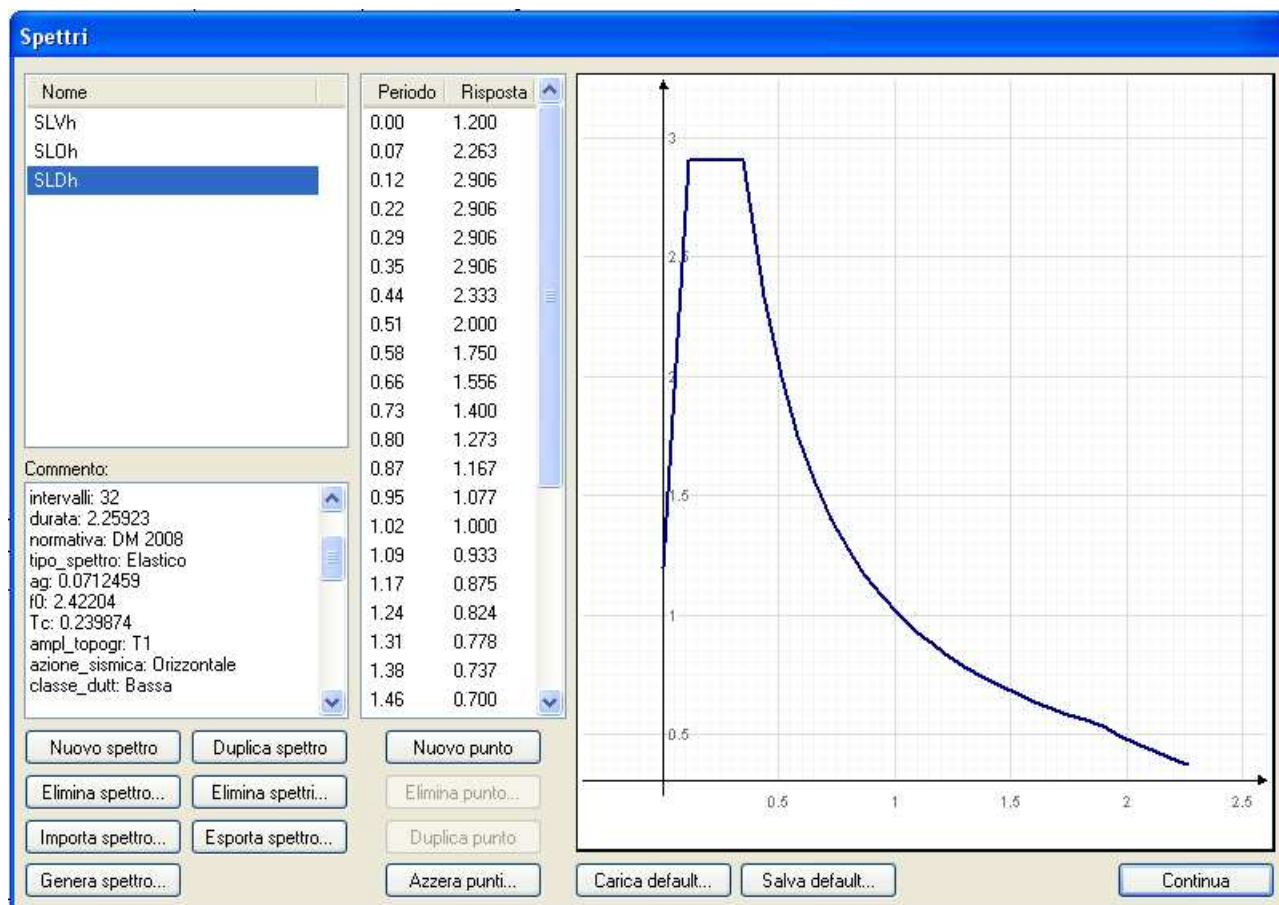 Spettri
Nome
SLVh
SLOh
SLDh
Commento:
intervalli: 32
durata: 2.25923
normativa: DM 2008
tipo_spettro: Elastico
ag: 0.0712459
f0: 2.42204
Tc: 0.239874
ampl_topogr: T1
azione_sismica: Orizzontale
classe_dutt: Bassa
Periodo Risposta
0.00 1.200
0.07 2.263
0.12 2.906
0.22 2.906
0.29 2.906
0.35 2.906
0.44 2.333
0.51 2.000
0.58 1.750
0.66 1.556
0.73 1.400
0.80 1.273
0.87 1.167
0.95 1.077
1.02 1.000
1.09 0.933
1.17 0.875
1.24 0.824
1.31 0.778
1.38 0.737
1.46 0.700
3
2.5
2
1.5
1
0.5
0.5 1 1.5 2 2.5
Nuovo spettro Duplica spettro Nuovo punto
Elimina spettro... Elimina spettri... Elimina punto...
Importa spettro... Esporta spettro... Duplica punto
Genera spettro... Azzera punti... Carica default... Salva default... Continua